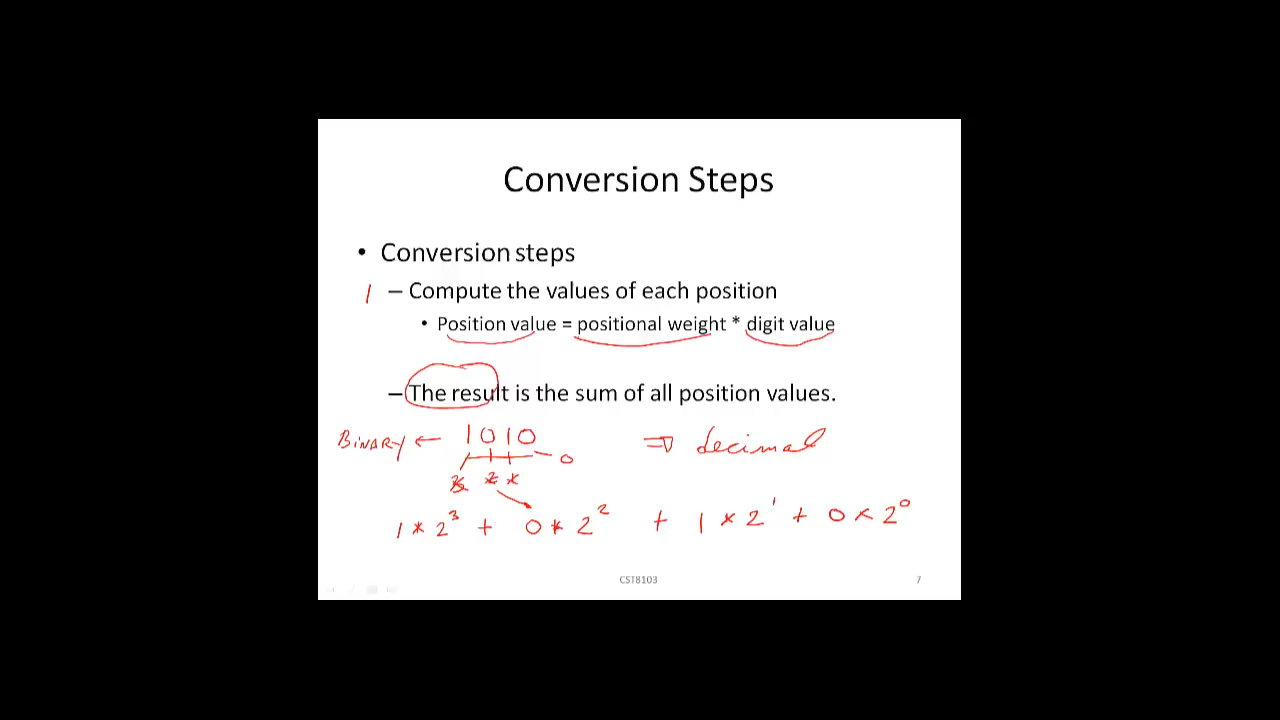 Conversion Steps
• Conversion steps
1 – Compute the values of each position
• Position value = positional weight * digit value
– The result is the sum of all position values.
BINARY ← 1010 ⇒ decimal
0
1 * 2³ + 0 * 2² + 1 × 2¹ + 0 × 2⁰
CST8103 7